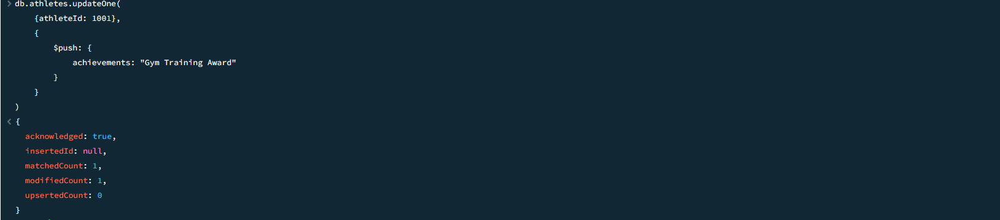 > db.athletes.updateOne(
{athleteId: 1001},
{
$push: {
achievements: "Gym Training Award"
}
}
)
< {
acknowledged: true,
insertedId: null,
matchedCount: 1,
modifiedCount: 1,
upsertedCount: 0
}